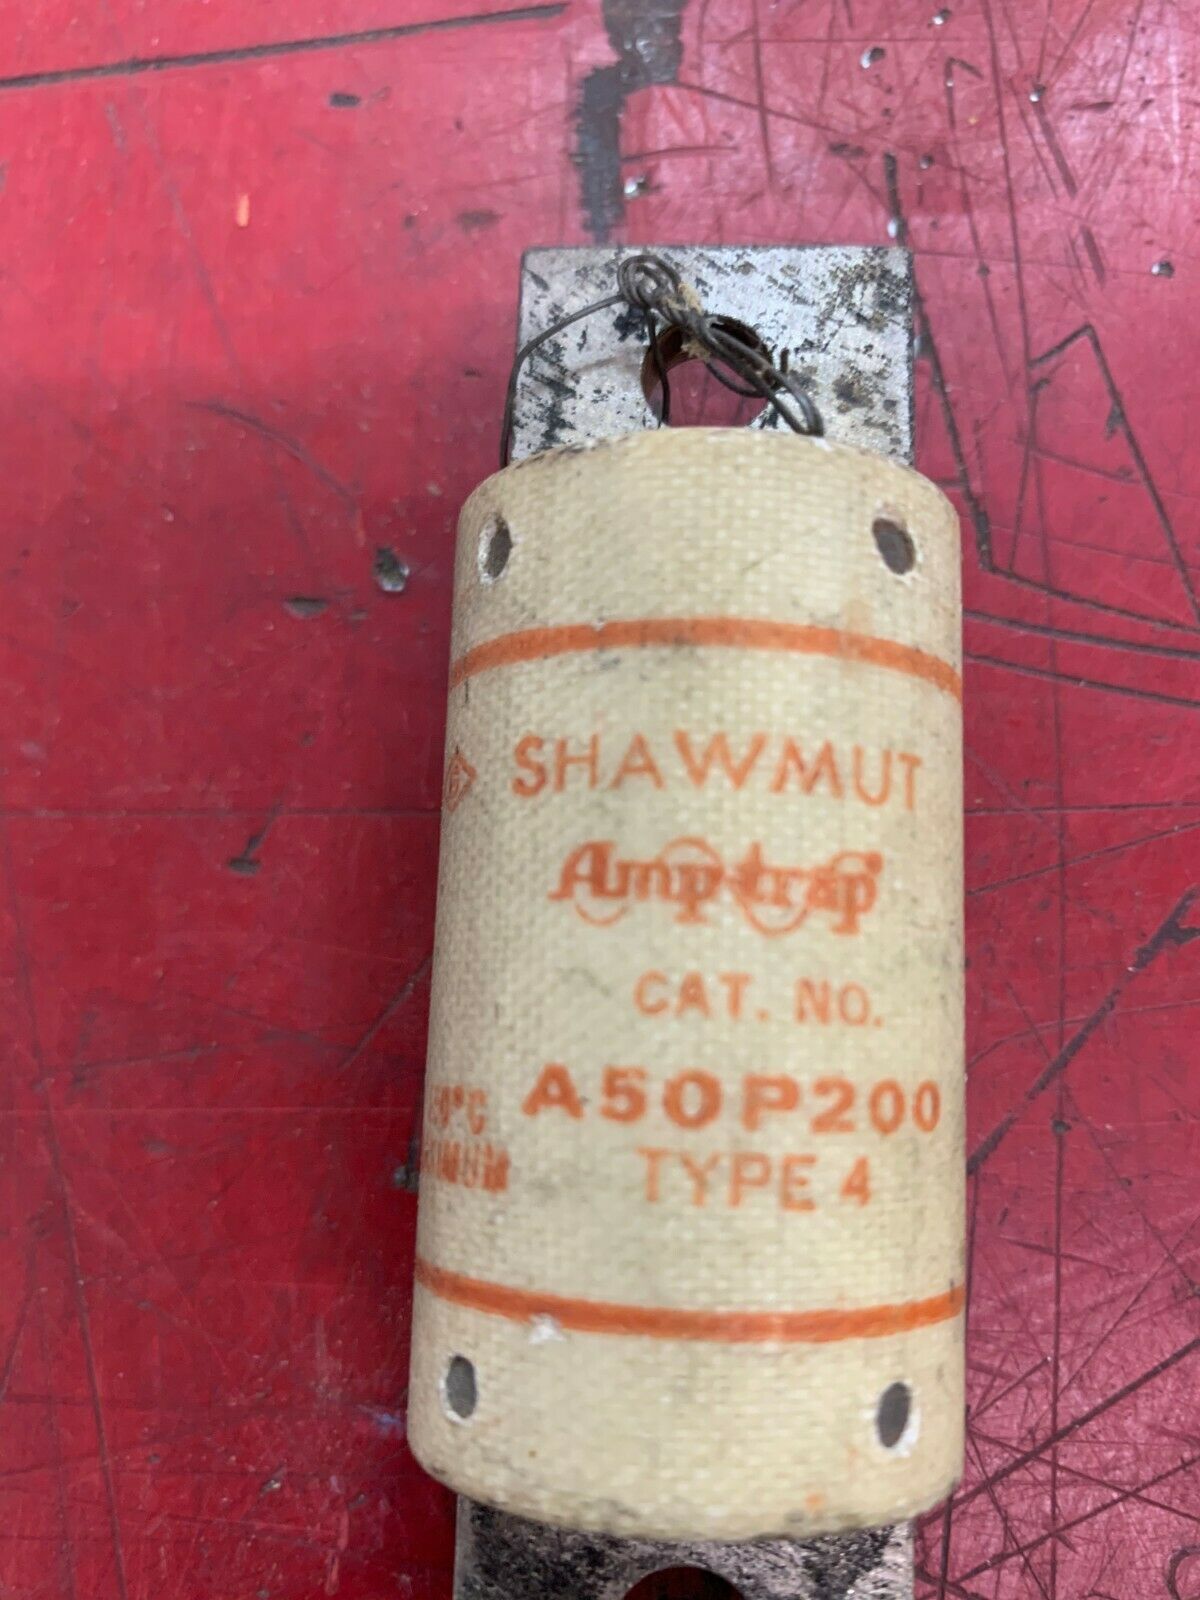 SHAWMUT
Amp-trap
CAT. NO.
A50P200
TYPE 4